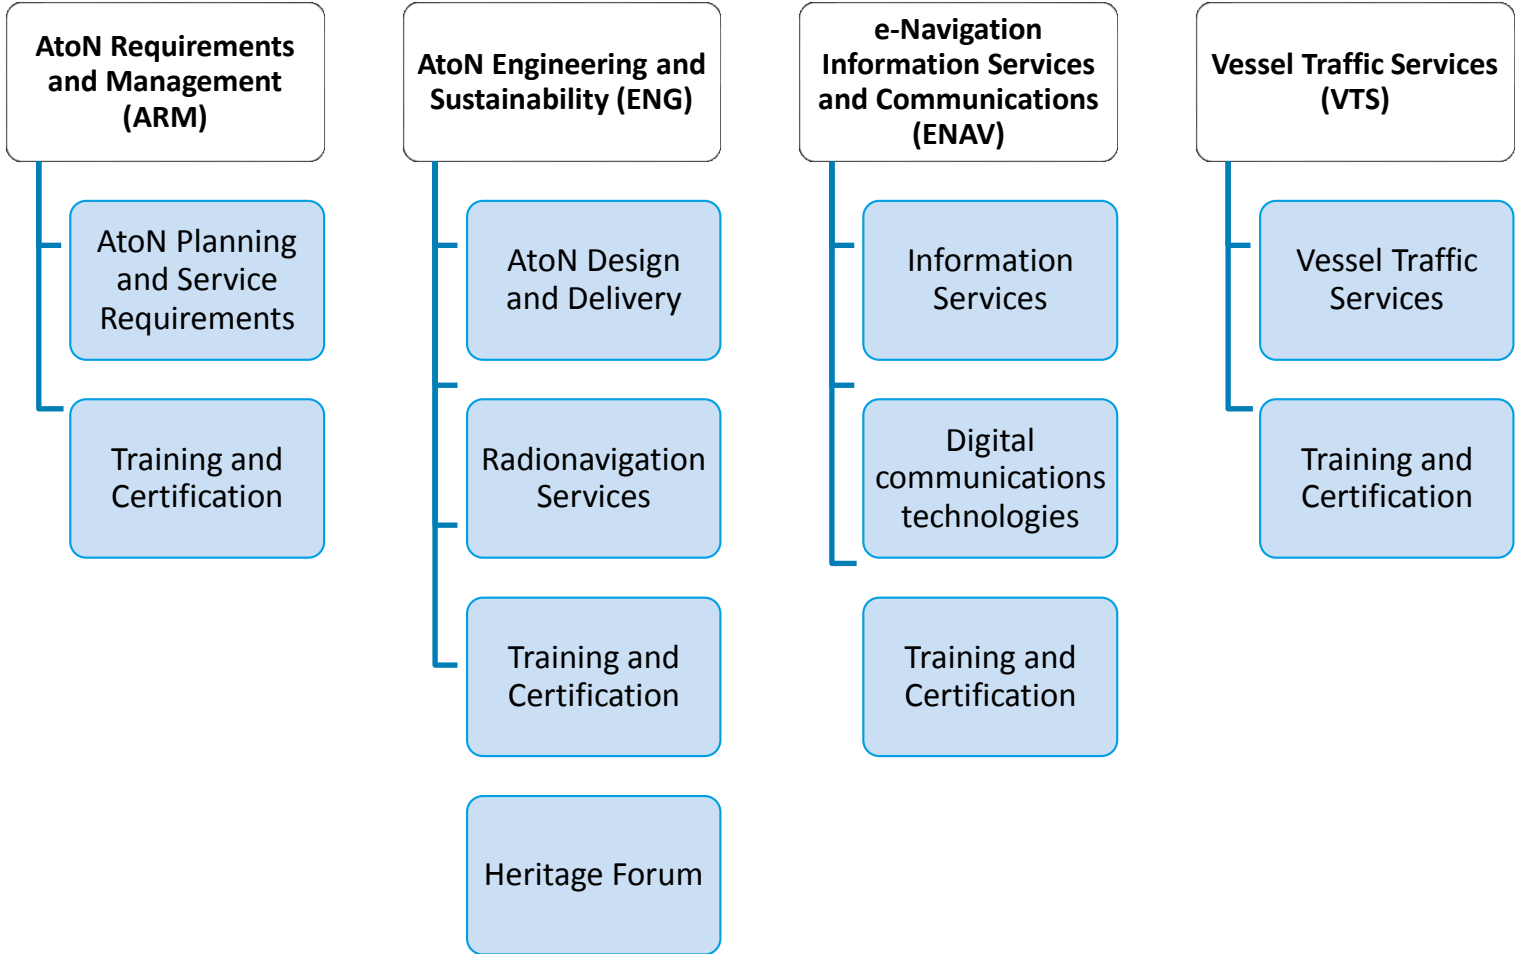 AtoN Requirements
and Management
(ARM)
AtoN Planning
and Service
Requirements
Training and
Certification
AtoN Engineering and
Sustainability (ENG)
AtoN Design
and Delivery
Radionavigation
Services
Training and
Certification
Heritage Forum
e-Navigation
Information Services
and Communications
(ENAV)
Information
Services
Digital
communications
technologies
Training and
Certification
Vessel Traffic Services
(VTS)
Vessel Traffic
Services
Training and
Certification